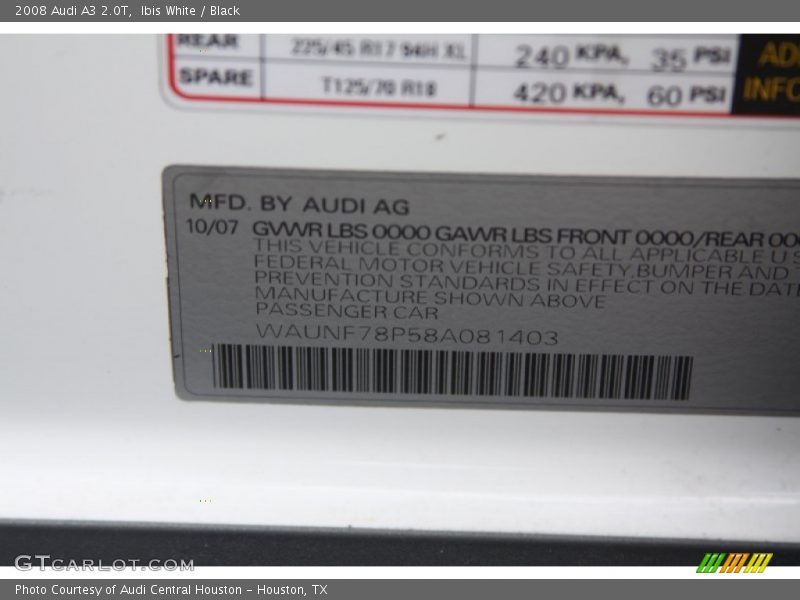 2008 Audi A3 2.0T, Ibis White / Black
REAR 225/45 R17 94H XL 240 KPA, 35 PSI
SPARE T125/70 R18 420 KPA, 60 PSI
MFD. BY AUDI AG
10/07 GVWR LBS 0000 GAWR LBS FRONT 0000/REAR 00
THIS VEHICLE CONFORMS TO ALL APPLICABLE U S
FEDERAL MOTOR VEHICLE SAFETY,BUMPER AND
PREVENTION STANDARDS IN EFFECT ON THE DATE
MANUFACTURE SHOWN ABOVE
PASSENGER CAR
WAUNF78P58A081403
GTCARLOT.COM
Photo Courtesy of Audi Central Houston - Houston, TX